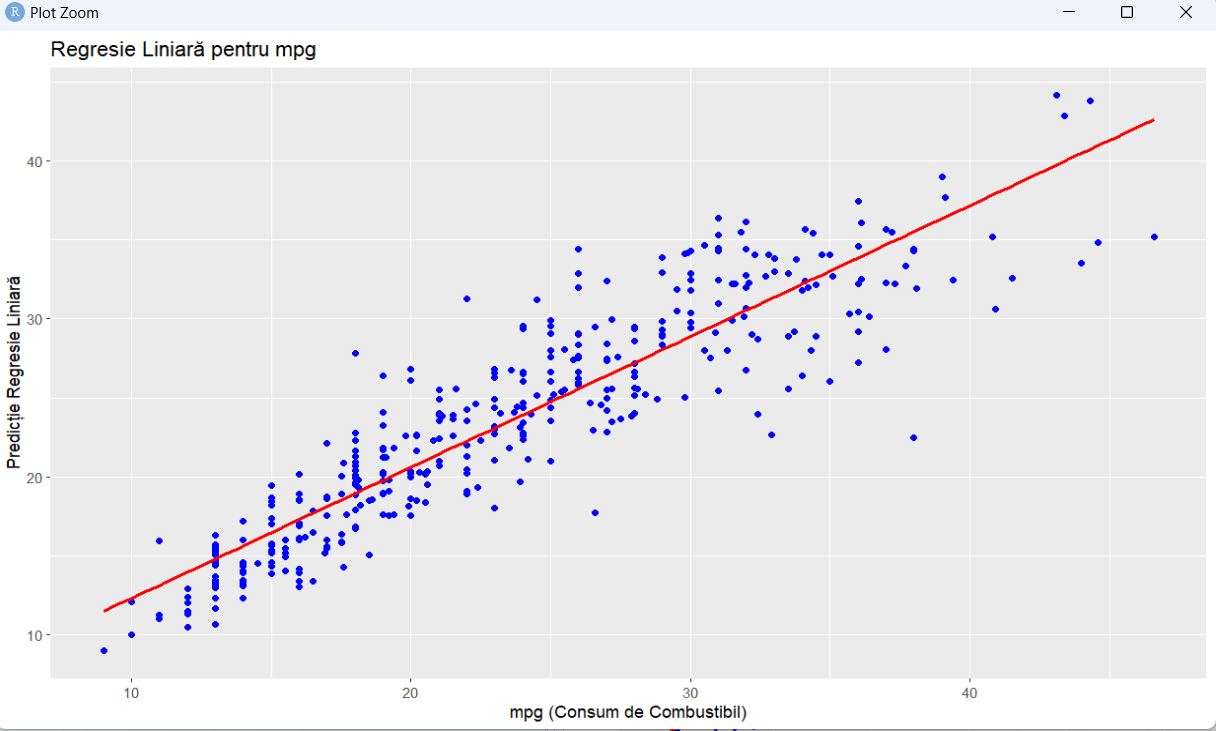 R Plot Zoom
Regresie Liniară pentru mpg
Predicție Regresie Liniară
40
30
20
10
10 20 30 40
mpg (Consum de Combustibil)